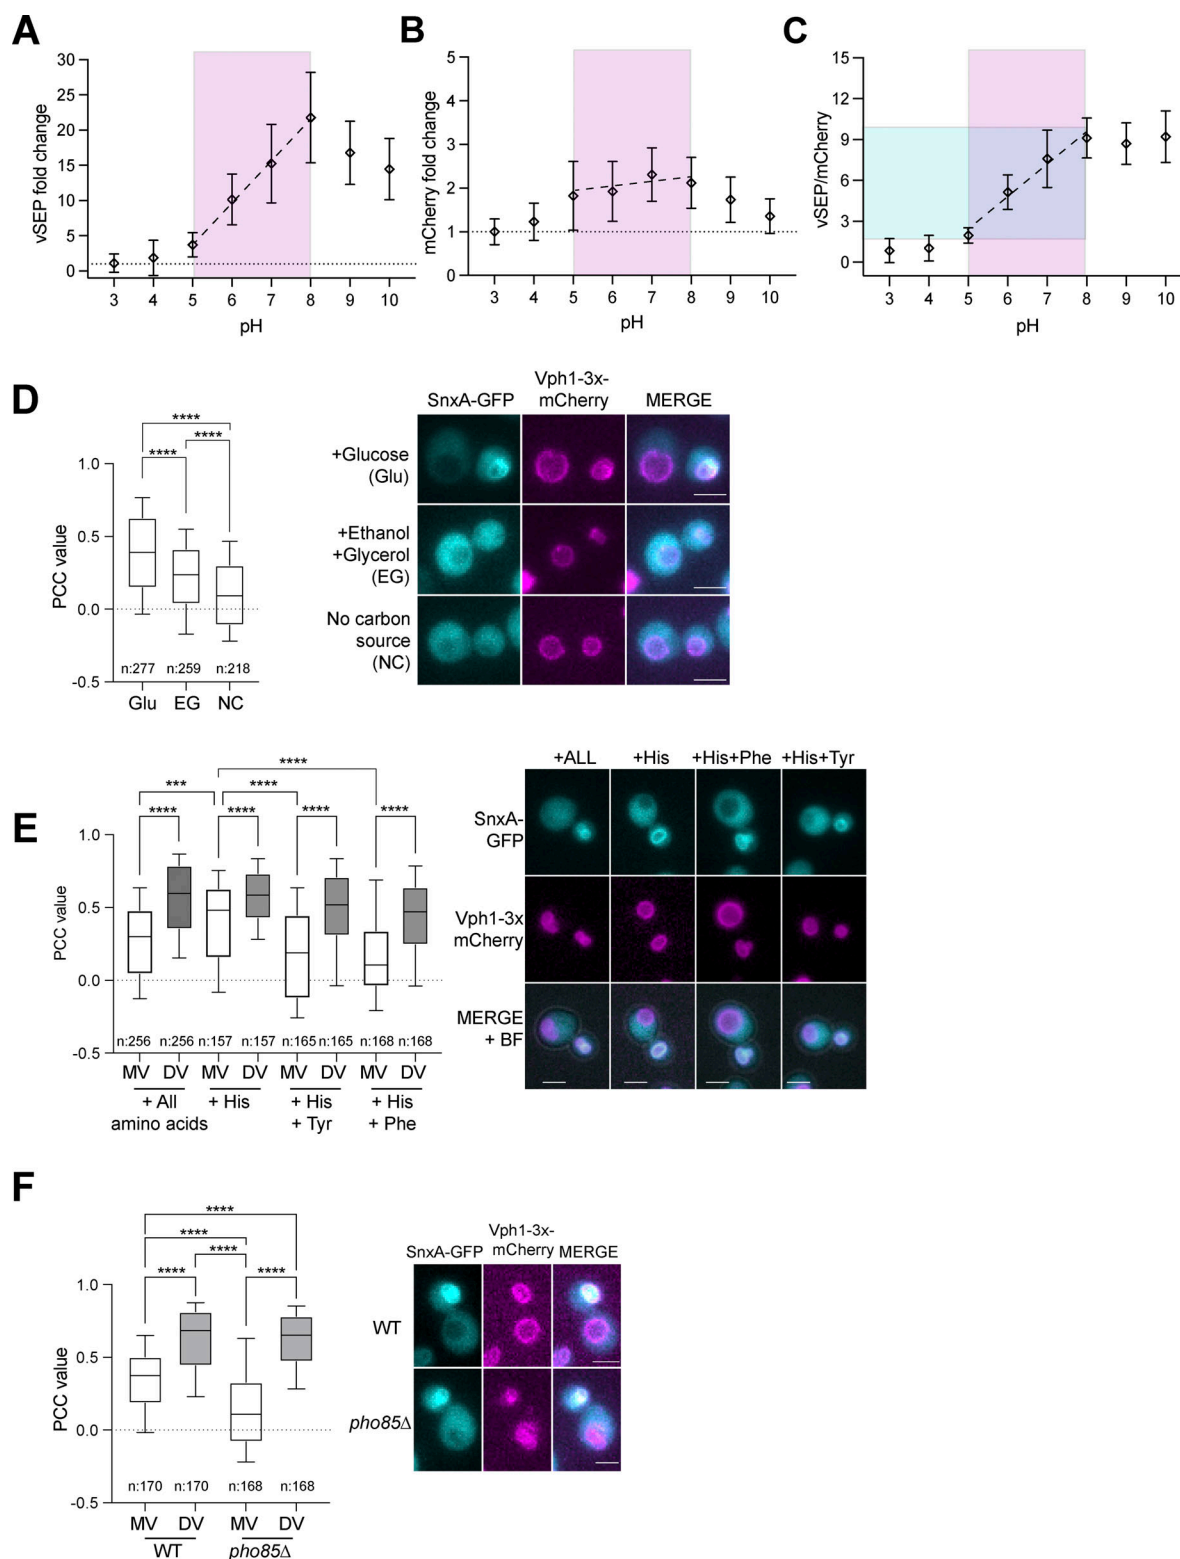 A
B
C
30
25
20
15
10
5
0
vSEP fold change
3 4 5 6 7 8 9 10
pH
5
4
3
2
1
0
mCherry fold change
3 4 5 6 7 8 9 10
pH
15
12
9
6
3
0
vSEP/mCherry
3 4 5 6 7 8 9 10
pH
D
****
**** ****
1.0
0.5
0.0
-0.5
PCC value
n:277 n:259 n:218
Glu EG NC
SnxA-GFP
Vph1-3x-
mCherry
MERGE
+Glucose
(Glu)
+Ethanol
+Glycerol
(EG)
No carbon
source
(NC)
E
****
*** ****
**** **** **** ****
1.0
0.5
0.0
-0.5
PCC value
n:256 n:256 n:157 n:157 n:165 n:165 n:168 n:168
MV DV MV DV MV DV MV DV
+ All
amino acids
+ His
+ His
+ Tyr
+ His
+ Phe
+ALL +His +His+Phe +His+Tyr
SnxA-
GFP
Vph1-3x
mCherry
MERGE
+ BF
F
****
****
****
**** ****
1.0
0.5
0.0
-0.5
PCC value
n:170 n:170 n:168 n:168
MV DV MV DV
WT pho85Δ
SnxA-GFP
Vph1-3x-
mCherry
MERGE
WT
pho85Δ